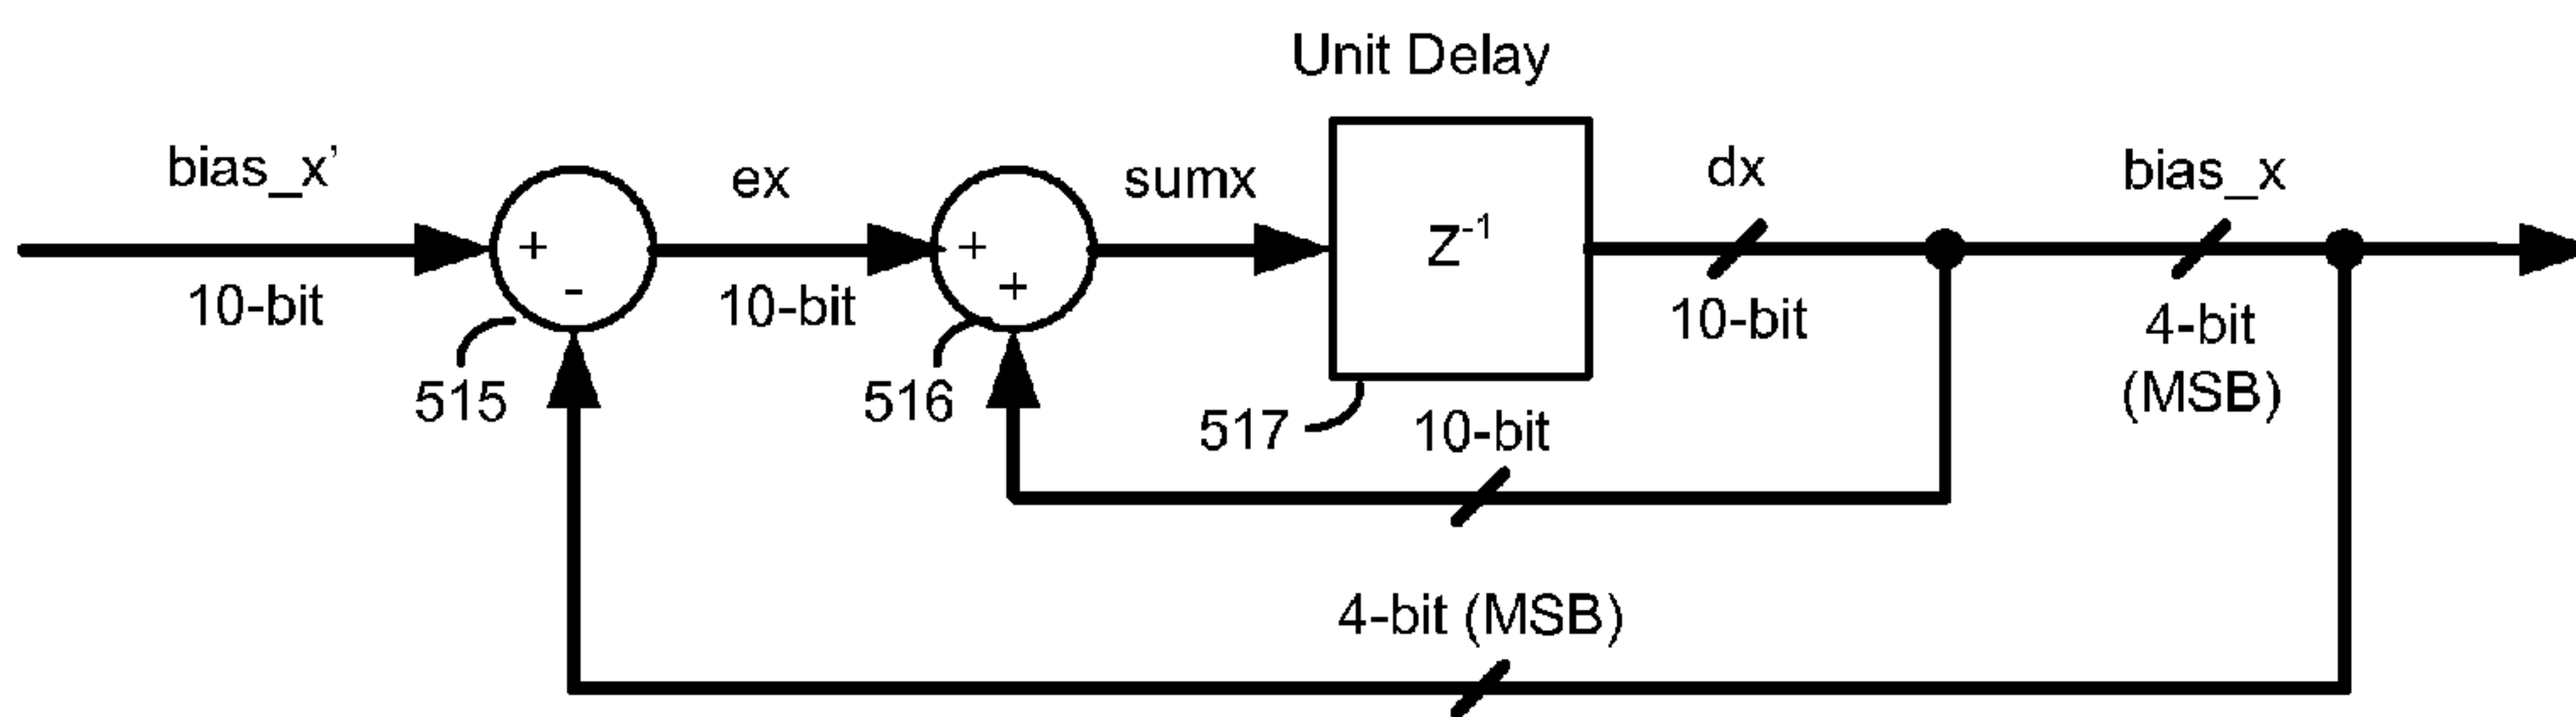 Unit Delay
bias_x’
ex
sumx
dx
bias_x
+
-
+
+
Z-1
10-bit
10-bit
10-bit
4-bit
(MSB)
515
516
517
10-bit
4-bit (MSB)